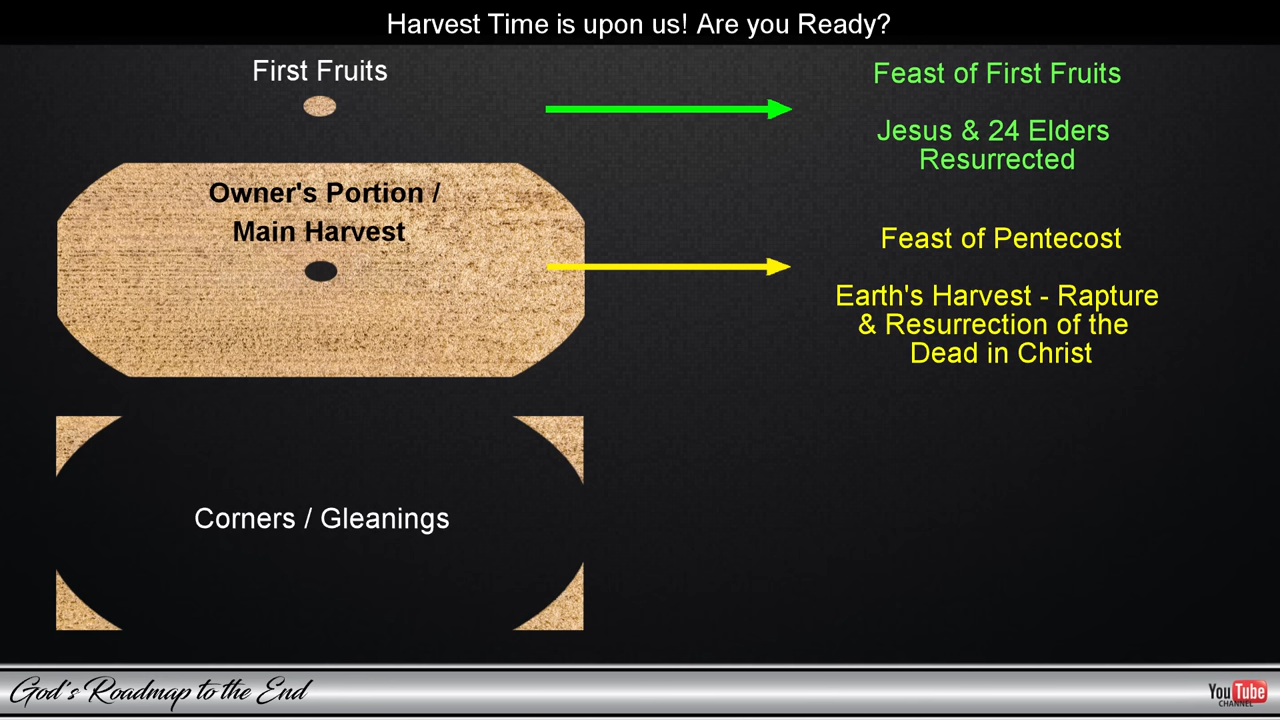 Harvest Time is upon us! Are you Ready?
First Fruits
Feast of First Fruits
Jesus & 24 Elders
Resurrected
Owner's Portion /
Main Harvest
Feast of Pentecost
Earth's Harvest - Rapture
& Resurrection of the
Dead in Christ
Corners / Gleanings
God's Roadmap to the End
YouTube
CHANNEL